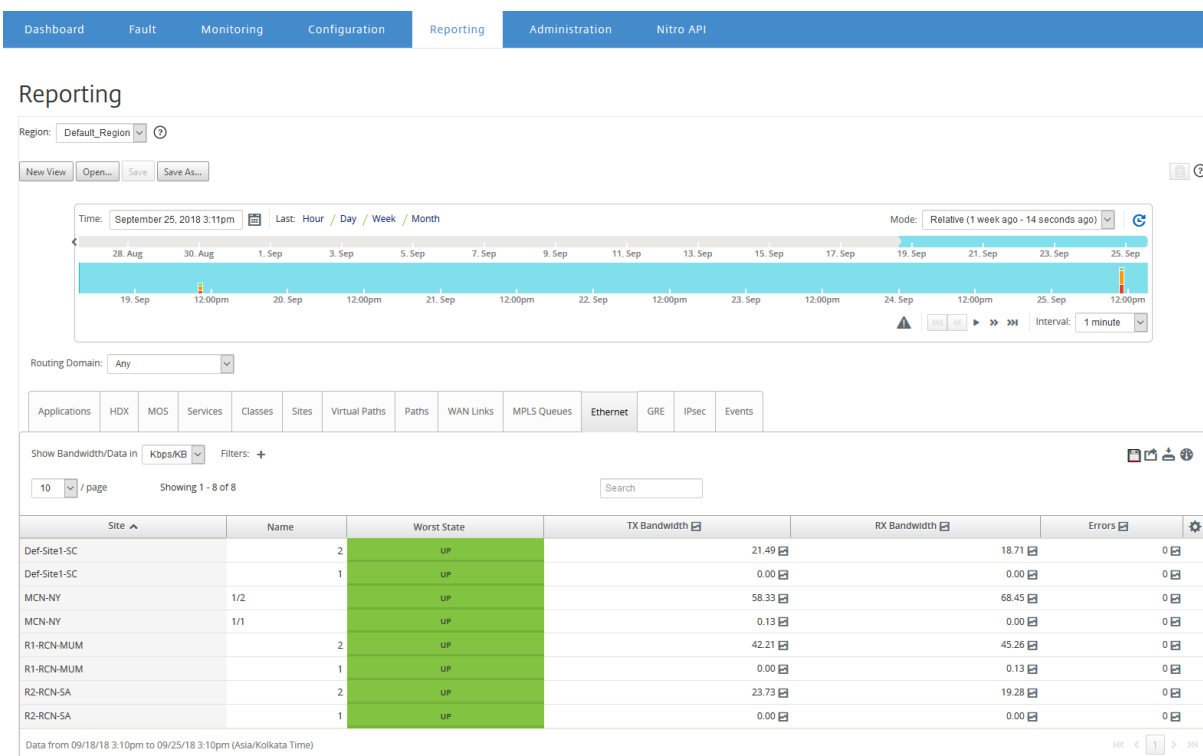 Dashboard Fault Monitoring Configuration Reporting Administration Nitro API
Reporting
Region: Default_Region ?
New View Open... Save Save As... ?
Time: September 25, 2018 3:11pm Last: Hour / Day / Week / Month Mode: Relative (1 week ago - 14 seconds ago)
28. Aug 30. Aug 1. Sep 3. Sep 5. Sep 7. Sep 9. Sep 11. Sep 13. Sep 15. Sep 17. Sep 19. Sep 21. Sep 23. Sep 25. Sep
19. Sep 12:00pm 20. Sep 12:00pm 21. Sep 12:00pm 22. Sep 12:00pm 23. Sep 12:00pm 24. Sep 12:00pm 25. Sep 12:00pm
Interval: 1 minute
Routing Domain: Any
Applications HDX MOS Services Classes Sites Virtual Paths Paths WAN Links MPLS Queues Ethernet GRE IPsec Events
Show Bandwidth/Data in Kbps/KB Filters: +
10 / page Showing 1 - 8 of 8 Search
Site Name Worst State TX Bandwidth RX Bandwidth Errors
Def-Site1-SC 2 UP 21.49 18.71 0
Def-Site1-SC 1 UP 0.00 0.00 0
MCN-NY 1/2 UP 58.33 68.45 0
MCN-NY 1/1 UP 0.13 0.00 0
R1-RCN-MUM 2 UP 42.21 45.26 0
R1-RCN-MUM 1 UP 0.00 0.13 0
R2-RCN-SA 2 UP 23.73 19.28 0
R2-RCN-SA 1 UP 0.00 0.00 0
Data from 09/18/18 3:10pm to 09/25/18 3:10pm (Asia/Kolkata Time) 1